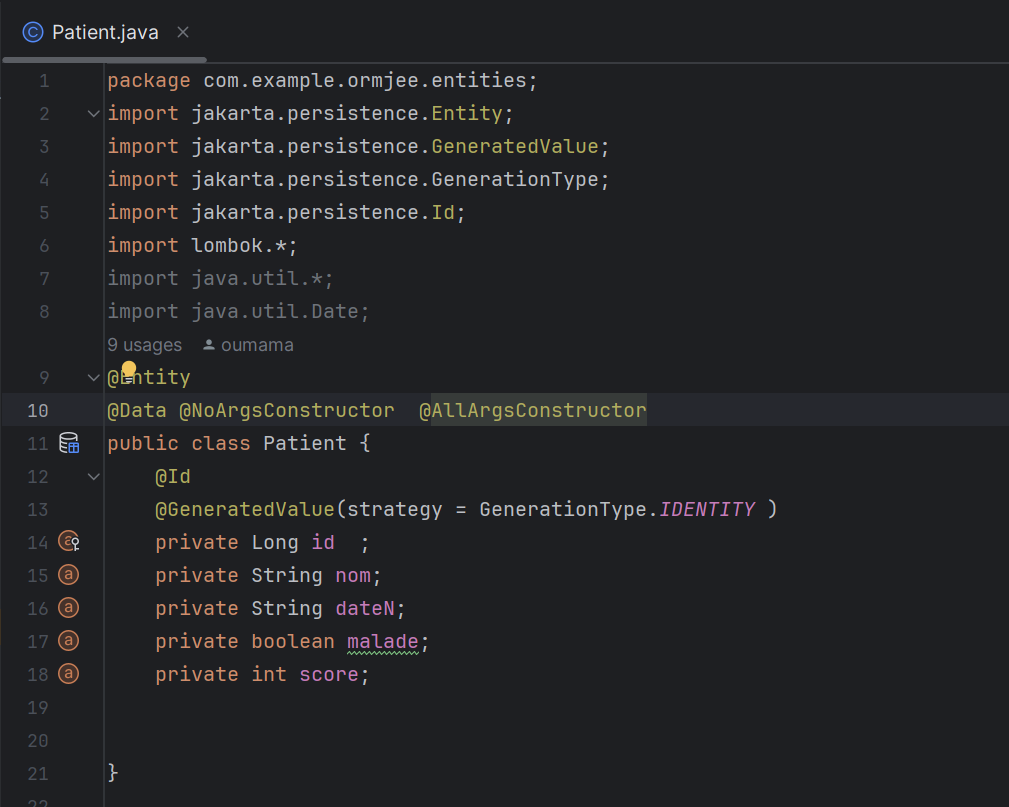 Patient.java
1 package com.example.ormjee.entities;
2 import jakarta.persistence.Entity;
3 import jakarta.persistence.GeneratedValue;
4 import jakarta.persistence.GenerationType;
5 import jakarta.persistence.Id;
6 import lombok.*;
7 import java.util.*;
8 import java.util.Date;
9 usages oumama
9 @Entity
10 @Data @NoArgsConstructor  @AllArgsConstructor
11 public class Patient {
12     @Id
13     @GeneratedValue(strategy = GenerationType.IDENTITY )
14     private Long id  ;
15     private String nom;
16     private String dateN;
17     private boolean malade;
18     private int score;
19
20
21 }
22